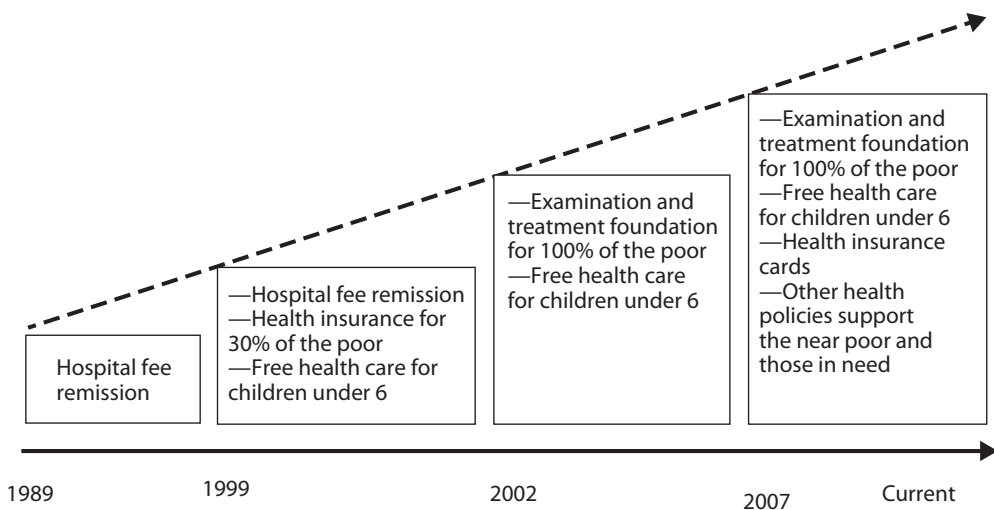 Hospital fee
remission
—Hospital fee remission
—Health insurance for
30% of the poor
—Free health care for
children under 6
—Examination and
treatment foundation
for 100% of the poor
—Free health care
for children under 6
—Examination and
treatment foundation
for 100% of the poor
—Free health care
for children under 6
—Health insurance
cards
—Other health
policies support
the near poor and
those in need
1989
1999
2002
2007
Current